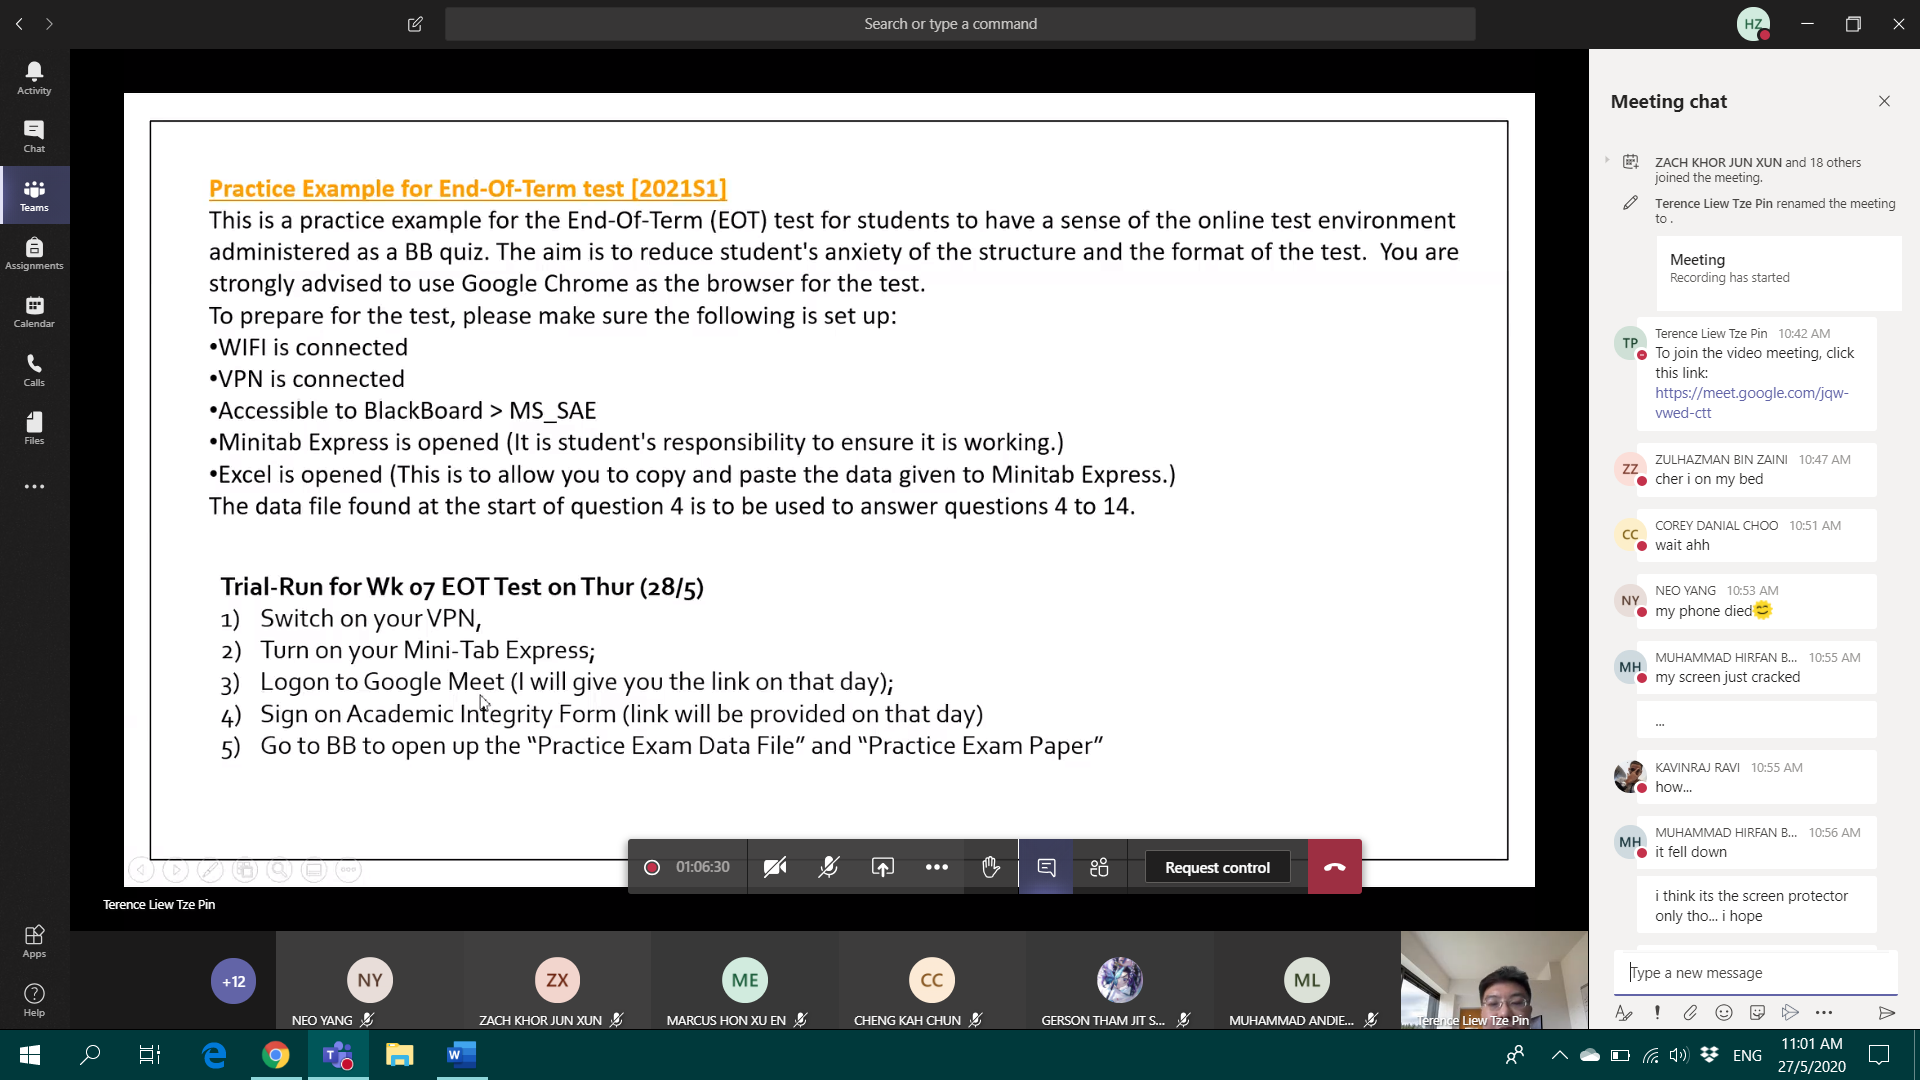 Search or type a command
HZ
Activity
Chat
Teams
Assignments
Calendar
Calls
Files
Apps
Help
Practice Example for End-Of-Term test [2021S1]
This is a practice example for the End-Of-Term (EOT) test for students to have a sense of the online test environment
administered as a BB quiz. The aim is to reduce student's anxiety of the structure and the format of the test.  You are
strongly advised to use Google Chrome as the browser for the test.
To prepare for the test, please make sure the following is set up:
•WIFI is connected
•VPN is connected
•Accessible to BlackBoard > MS_SAE
•Minitab Express is opened (It is student's responsibility to ensure it is working.)
•Excel is opened (This is to allow you to copy and paste the data given to Minitab Express.)
The data file found at the start of question 4 is to be used to answer questions 4 to 14.
Trial-Run for Wk 07 EOT Test on Thur (28/5)
1) Switch on your VPN,
2) Turn on your Mini-Tab Express;
3) Logon to Google Meet (I will give you the link on that day);
4) Sign on Academic Integrity Form (link will be provided on that day)
5) Go to BB to open up the “Practice Exam Data File” and “Practice Exam Paper”
01:06:30
Request control
Terence Liew Tze Pin
+12
NY
NEO YANG
ZX
ZACH KHOR JUN XUN
ME
MARCUS HON XU EN
CC
CHENG KAH CHUN
GERSON THAM JIT S...
ML
MUHAMMAD ANDIE...
Terence Liew Tze Pin
Meeting chat
ZACH KHOR JUN XUN and 18 others
joined the meeting.
Terence Liew Tze Pin renamed the meeting
to .
Meeting
Recording has started
TP
Terence Liew Tze Pin 10:42 AM
To join the video meeting, click
this link:
https://meet.google.com/jqw-
vwed-ctt
ZZ
ZULHAZMAN BIN ZAINI 10:47 AM
cher i on my bed
CC
COREY DANIAL CHOO 10:51 AM
wait ahh
NY
NEO YANG 10:53 AM
my phone died😊
MH
MUHAMMAD HIRFAN B... 10:55 AM
my screen just cracked
...
KAVINRAJ RAVI 10:55 AM
how...
MH
MUHAMMAD HIRFAN B... 10:56 AM
it fell down
i think its the screen protector
only tho... i hope
Type a new message
ENG
11:01 AM
27/5/2020